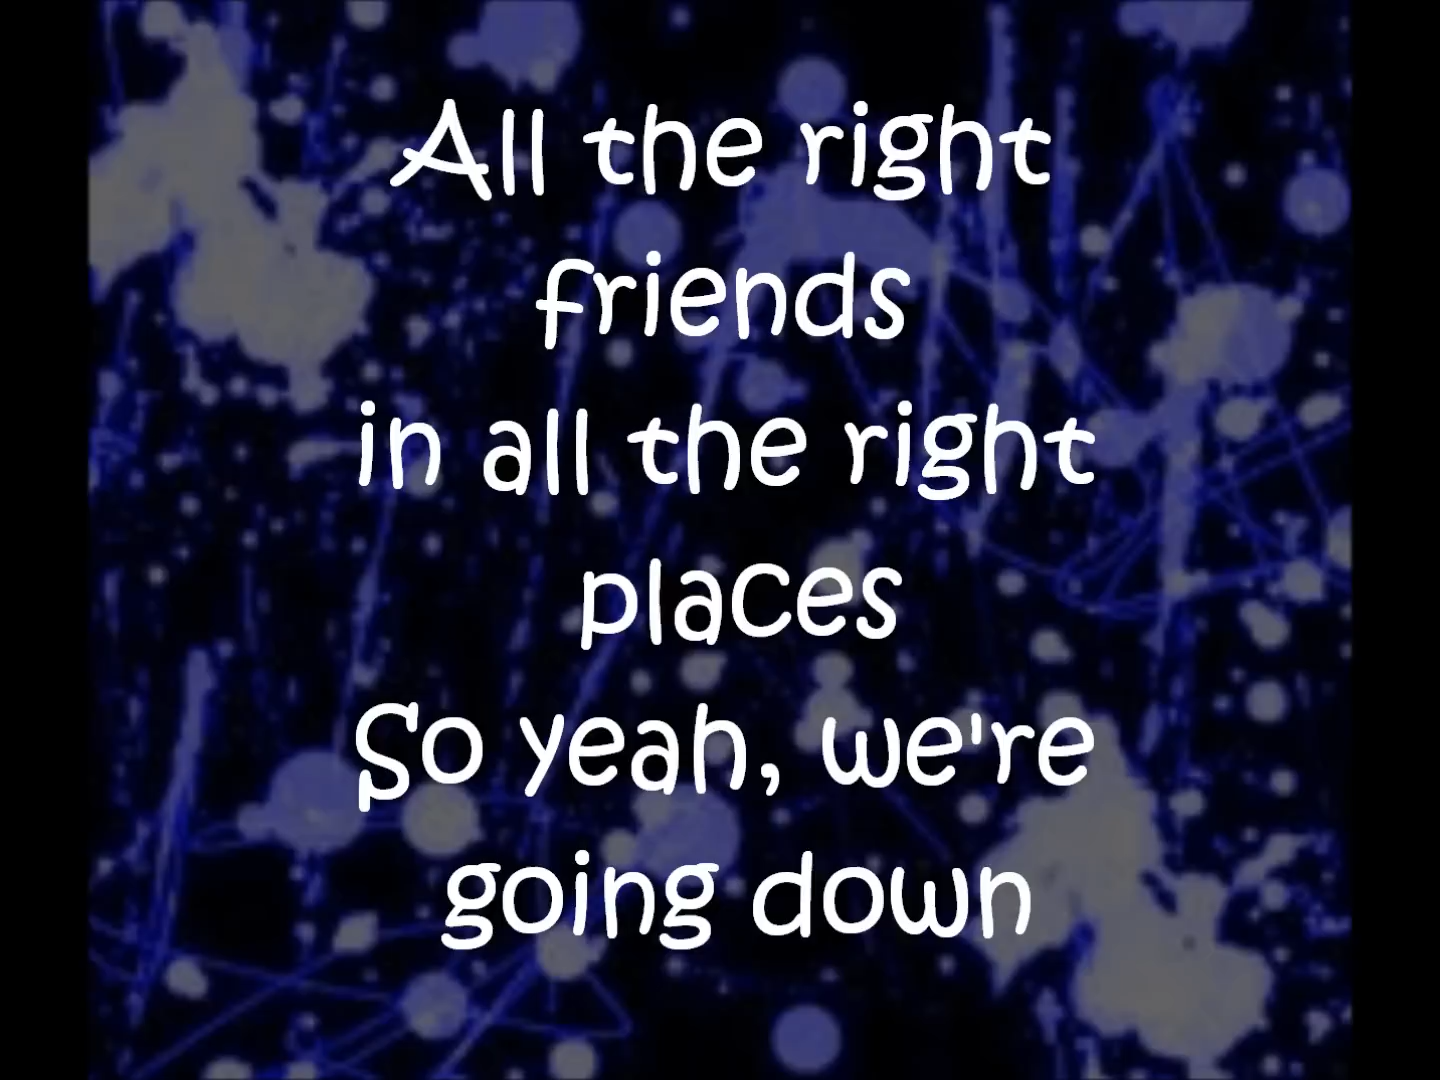 All the right
friends
in all the right
places
So yeah, we're
going down